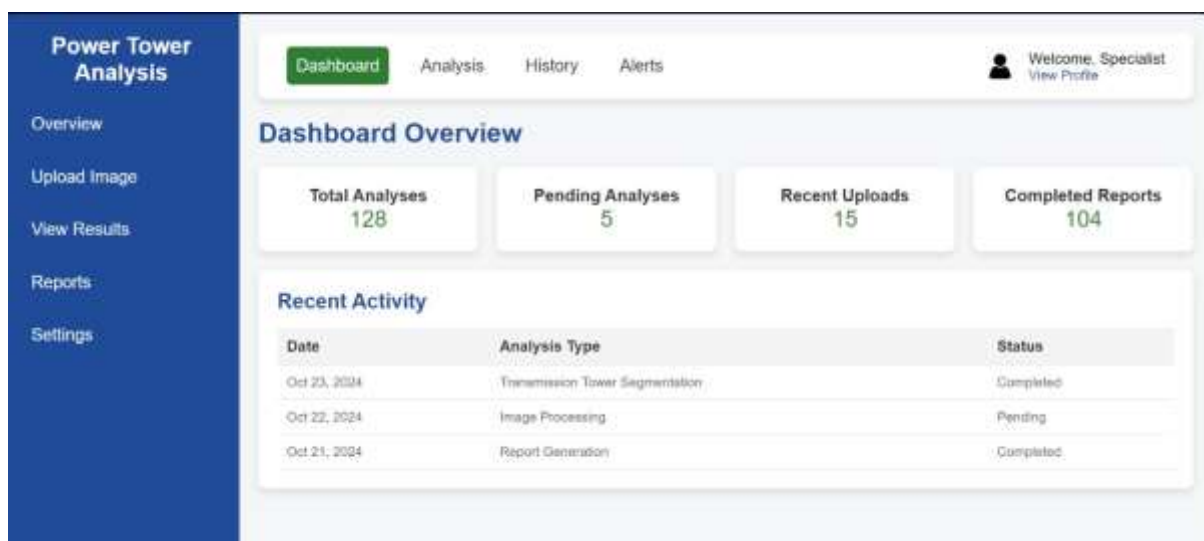 Power Tower
Analysis
Overview
Upload Image
View Results
Reports
Settings
Dashboard Analysis History Alerts
Welcome, Specialist
View Profile
Dashboard Overview
Total Analyses Pending Analyses Recent Uploads Completed Reports
128 5 15 104
Recent Activity
Date Analysis Type Status
Oct 23, 2024 Transmission Tower Segmentation Completed
Oct 22, 2024 Image Processing Pending
Oct 21, 2024 Report Generation Completed